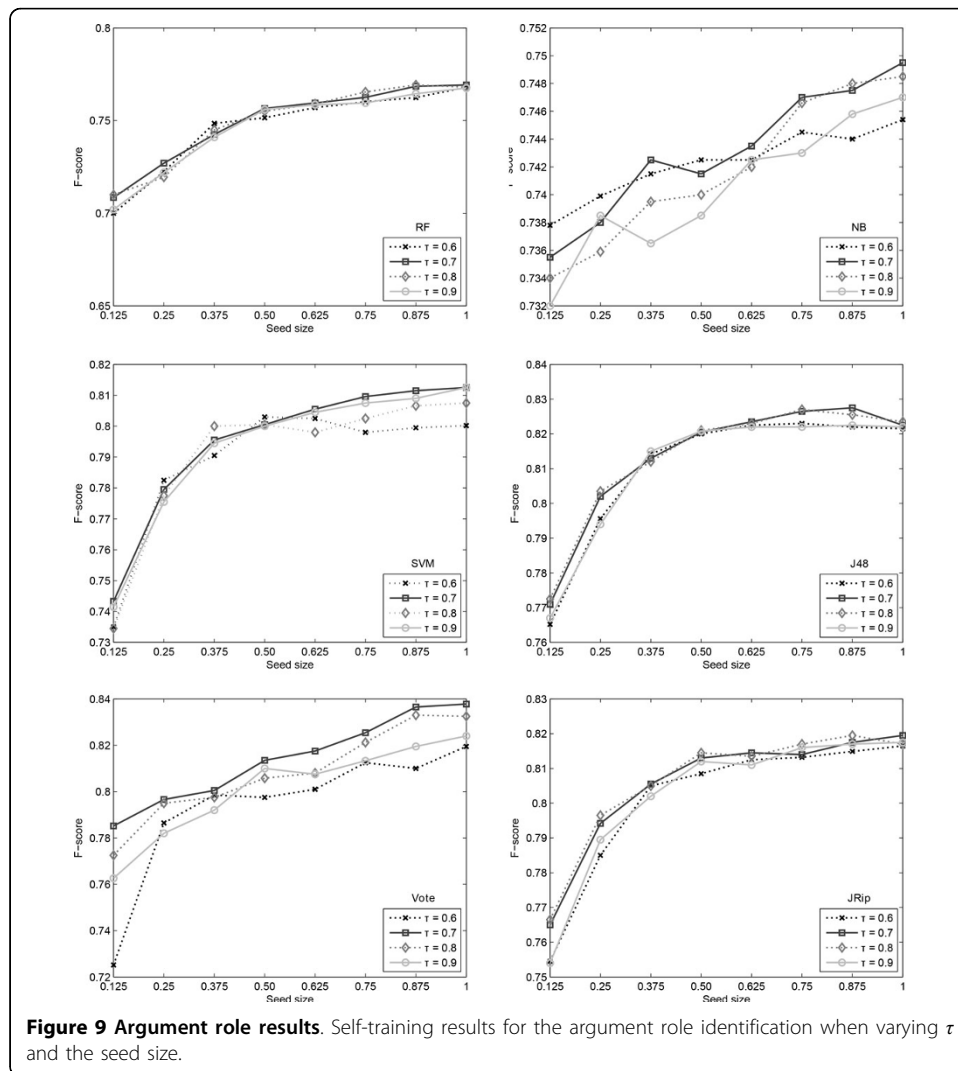 0.8
0.75
0.7
0.65
F-score
0.125 0.25 0.375 0.50 0.625 0.75 0.875 1
Seed size
RF
τ = 0.6
τ = 0.7
τ = 0.8
τ = 0.9
0.752
0.75
0.748
0.746
0.744
0.742
0.74
0.738
0.736
0.734
0.732
F-score
0.125 0.25 0.375 0.50 0.625 0.75 0.875 1
Seed size
NB
τ = 0.6
τ = 0.7
τ = 0.8
τ = 0.9
0.82
0.81
0.8
0.79
0.78
0.77
0.76
0.75
0.74
0.73
F-score
0.125 0.25 0.375 0.50 0.625 0.75 0.875 1
Seed size
SVM
τ = 0.6
τ = 0.7
τ = 0.8
τ = 0.9
0.84
0.83
0.82
0.81
0.8
0.79
0.78
0.77
0.76
F-score
0.125 0.25 0.375 0.50 0.625 0.75 0.875 1
Seed size
J48
τ = 0.6
τ = 0.7
τ = 0.8
τ = 0.9
0.84
0.82
0.8
0.78
0.76
0.74
0.72
F-score
0.125 0.25 0.375 0.50 0.625 0.75 0.875 1
Seed size
Vote
τ = 0.6
τ = 0.7
τ = 0.8
τ = 0.9
0.83
0.82
0.81
0.8
0.79
0.78
0.77
0.76
0.75
F-score
0.125 0.25 0.375 0.50 0.625 0.75 0.875 1
Seed size
JRip
τ = 0.6
τ = 0.7
τ = 0.8
τ = 0.9
Figure 9 Argument role results. Self-training results for the argument role identification when varying τ
and the seed size.